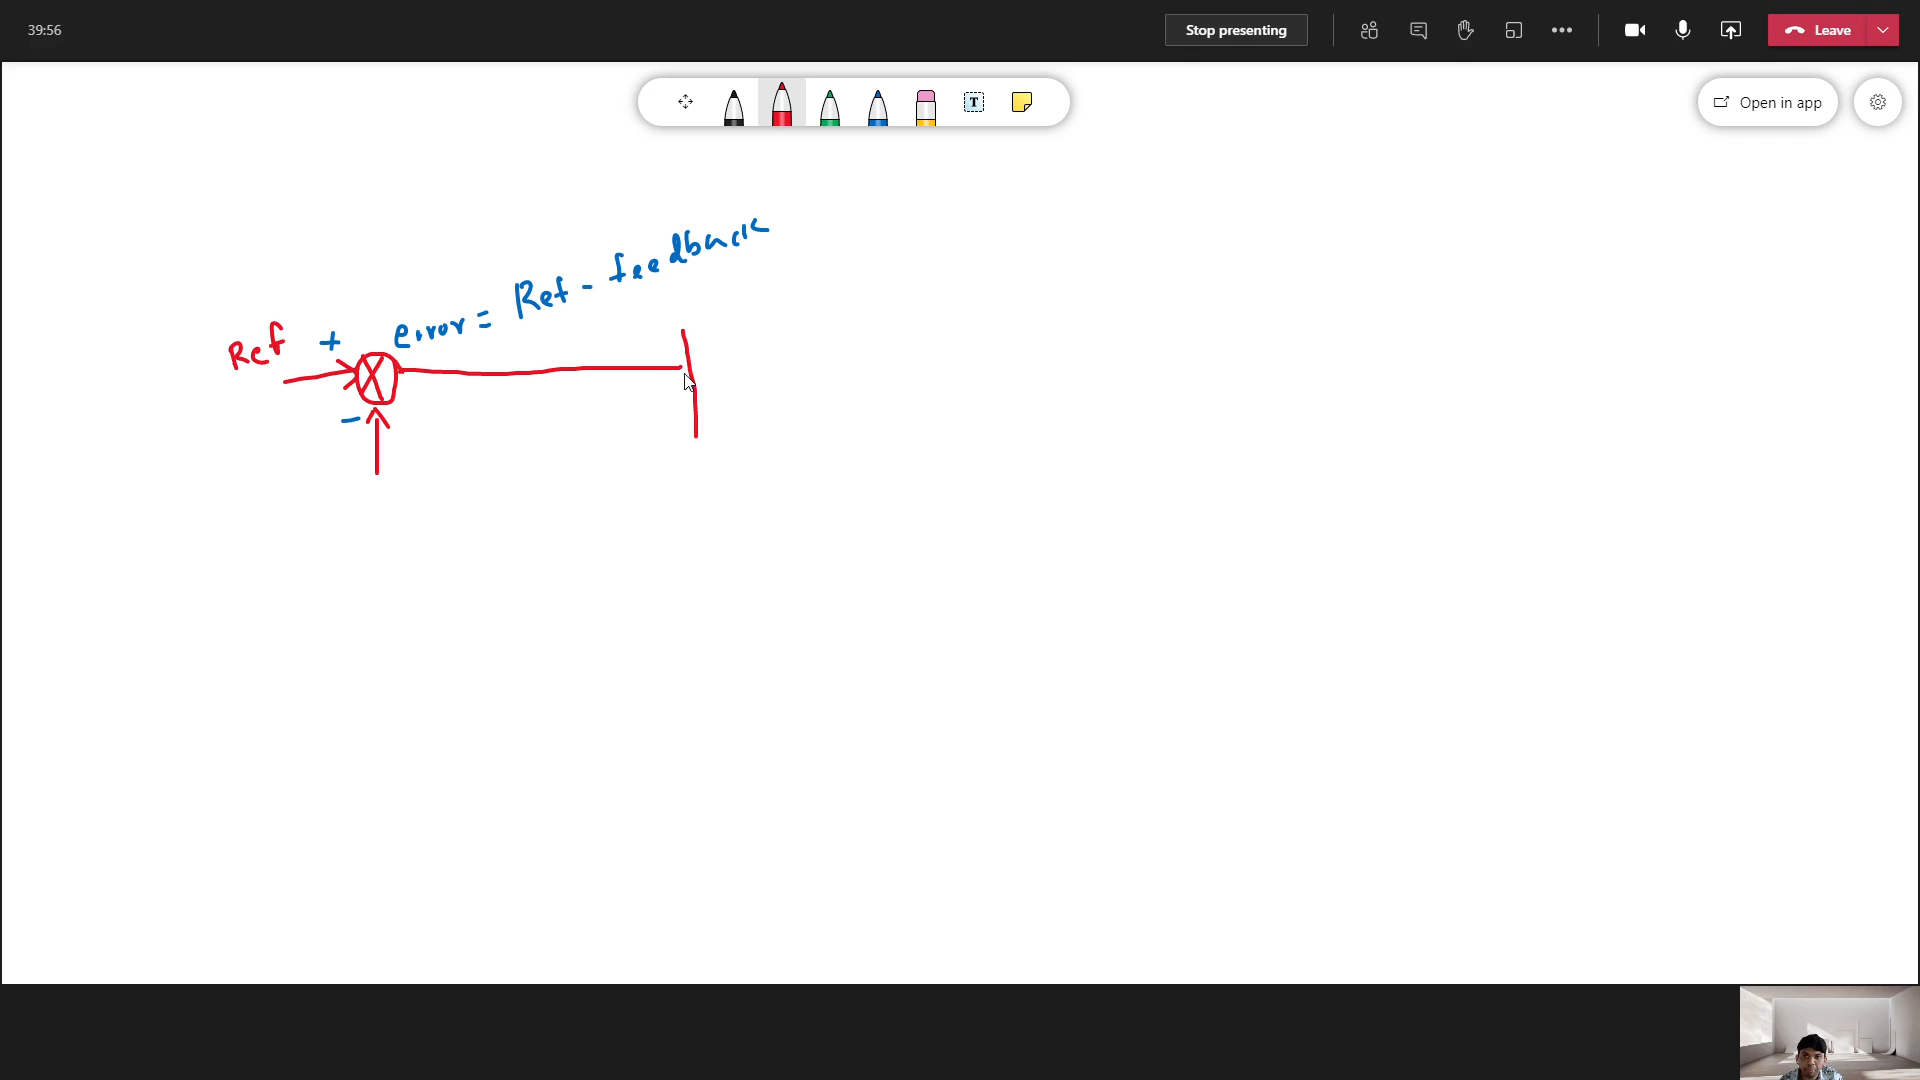 39:56
Stop presenting
Leave
T
Open in app
error = Ref - feedback
Ref +
-